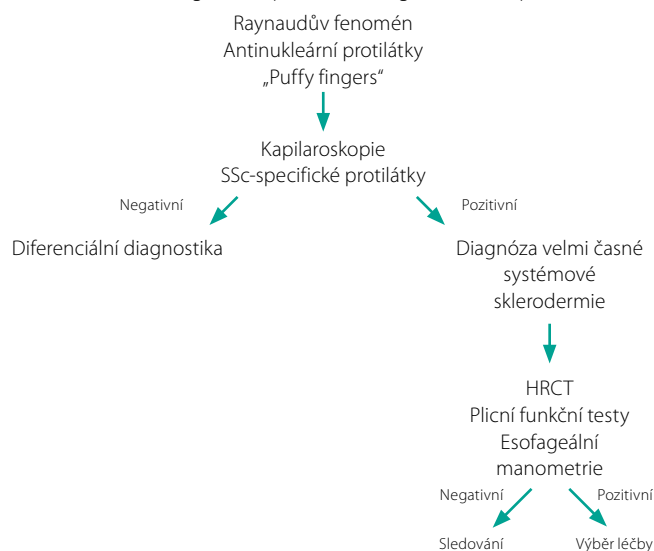 Raynaudův fenomén
Antinukleární protilátky
„Puffy fingers“
Kapilaroskopie
SSc-specifické protilátky
Negativní
Pozitivní
Diferenciální diagnostika
Diagnóza velmi časné
systémové
sklerodermie
HRCT
Plicní funkční testy
Esofageální
manometrie
Negativní
Pozitivní
Sledování
Výběr léčby